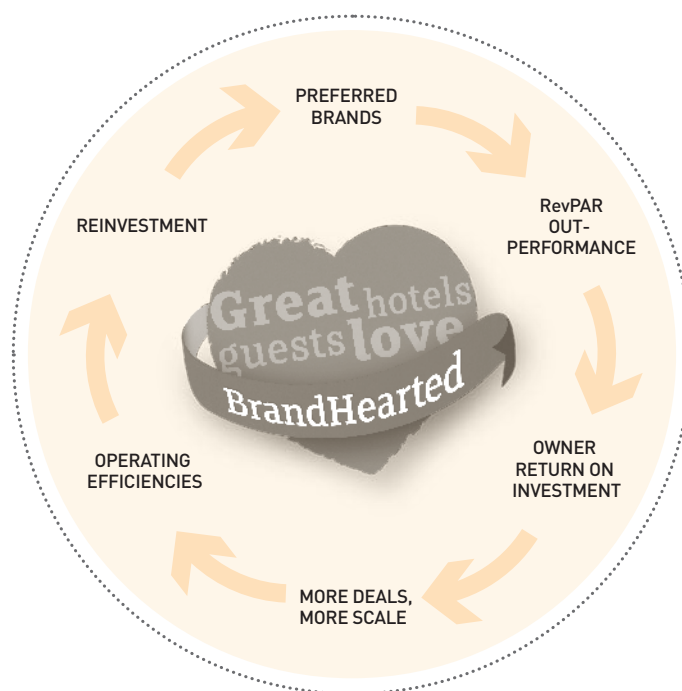 PREFERRED
BRANDS
RevPAR
OUT-
PERFORMANCE
OWNER
RETURN ON
INVESTMENT
MORE DEALS,
MORE SCALE
OPERATING
EFFICIENCIES
REINVESTMENT
Great hotels
guests love
BrandHearted